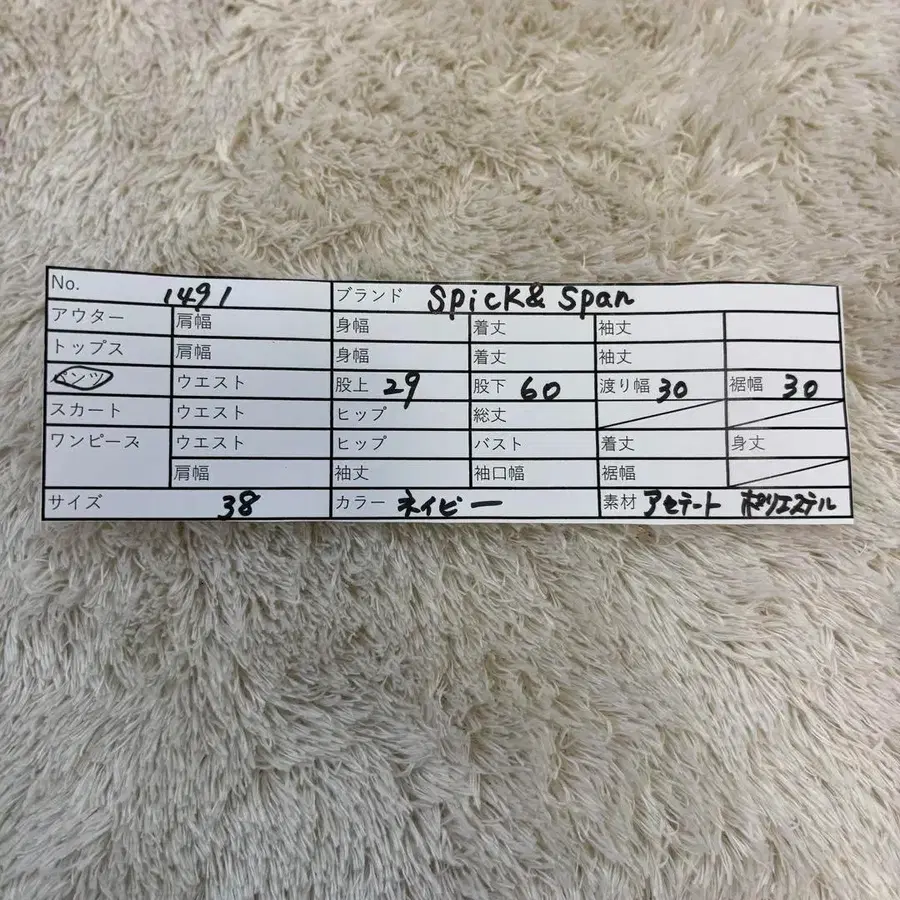 No. 1491 ブランド Spick & Span
アウター 肩幅 身幅 着丈 袖丈
トップス 肩幅 身幅 着丈 袖丈
パンツ ウエスト 股上 29 股下 60 渡り幅 30 裾幅 30
スカート ウエスト ヒップ 総丈
ワンピース ウエスト ヒップ バスト 着丈 身丈
肩幅 袖丈 袖口幅 裾幅
サイズ 38 カラー ネイビー 素材 アセテート ポリエステル